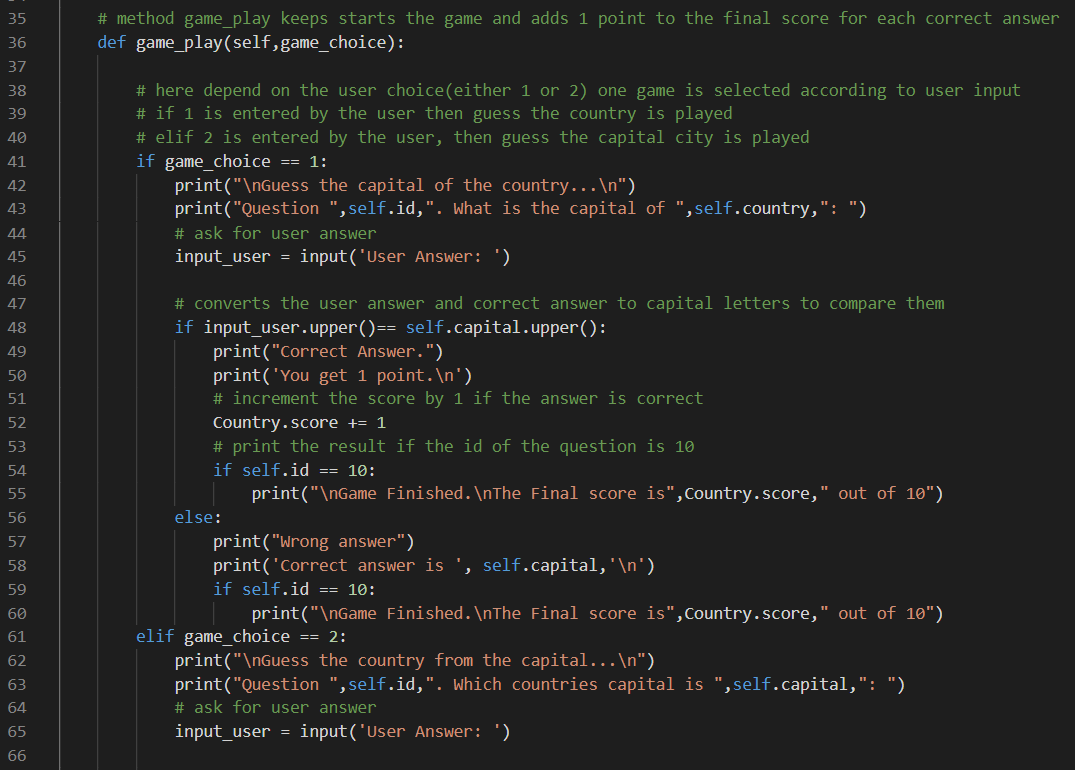 35 # method game_play keeps starts the game and adds 1 point to the final score for each correct answer
36 def game_play(self,game_choice):
37
38 # here depend on the user choice(either 1 or 2) one game is selected according to user input
39 # if 1 is entered by the user then guess the country is played
40 # elif 2 is entered by the user, then guess the capital city is played
41 if game_choice == 1:
42 print("\nGuess the capital of the country...\n")
43 print("Question ",self.id,". What is the capital of ",self.country,": ")
44 # ask for user answer
45 input_user = input('User Answer: ')
46
47 # converts the user answer and correct answer to capital letters to compare them
48 if input_user.upper()== self.capital.upper():
49 print("Correct Answer.")
50 print('You get 1 point.\n')
51 # increment the score by 1 if the answer is correct
52 Country.score += 1
53 # print the result if the id of the question is 10
54 if self.id == 10:
55 print("\nGame Finished.\nThe Final score is",Country.score," out of 10")
56 else:
57 print("Wrong answer")
58 print('Correct answer is ', self.capital,'\n')
59 if self.id == 10:
60 print("\nGame Finished.\nThe Final score is",Country.score," out of 10")
61 elif game_choice == 2:
62 print("\nGuess the country from the capital...\n")
63 print("Question ",self.id,". Which countries capital is ",self.capital,": ")
64 # ask for user answer
65 input_user = input('User Answer: ')
66